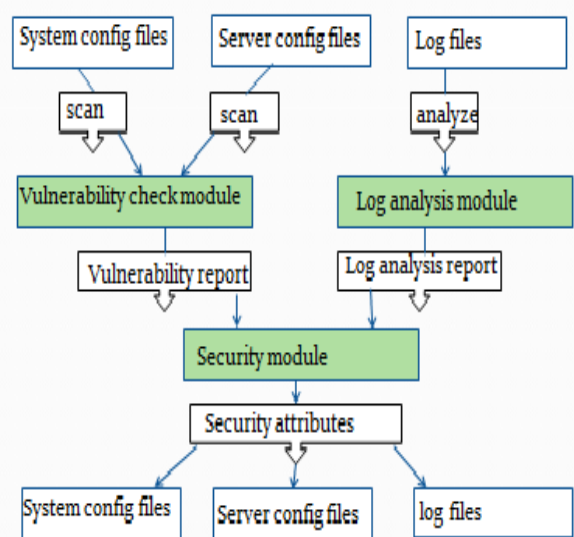 System config files
Server config files
Log files
scan
scan
analyze
Vulnerability check module
Log analysis module
Vulnerability report
Log analysis report
Security module
Security attributes
System config files
Server config files
log files